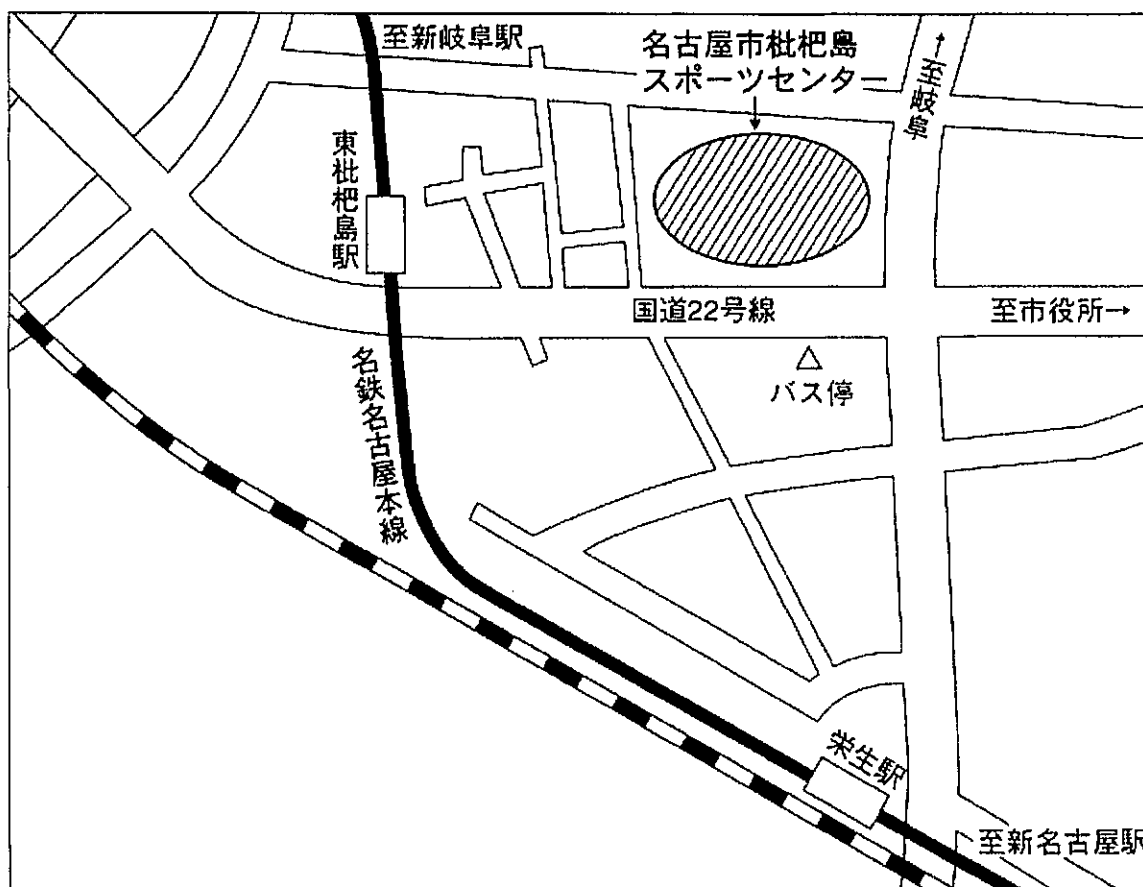 至新岐阜駅
名古屋市枇杷島
スポーツセンター
↑至岐阜
東枇杷島駅
国道22号線
至市役所→
バス停
名鉄名古屋本線
栄生駅
至新名古屋駅